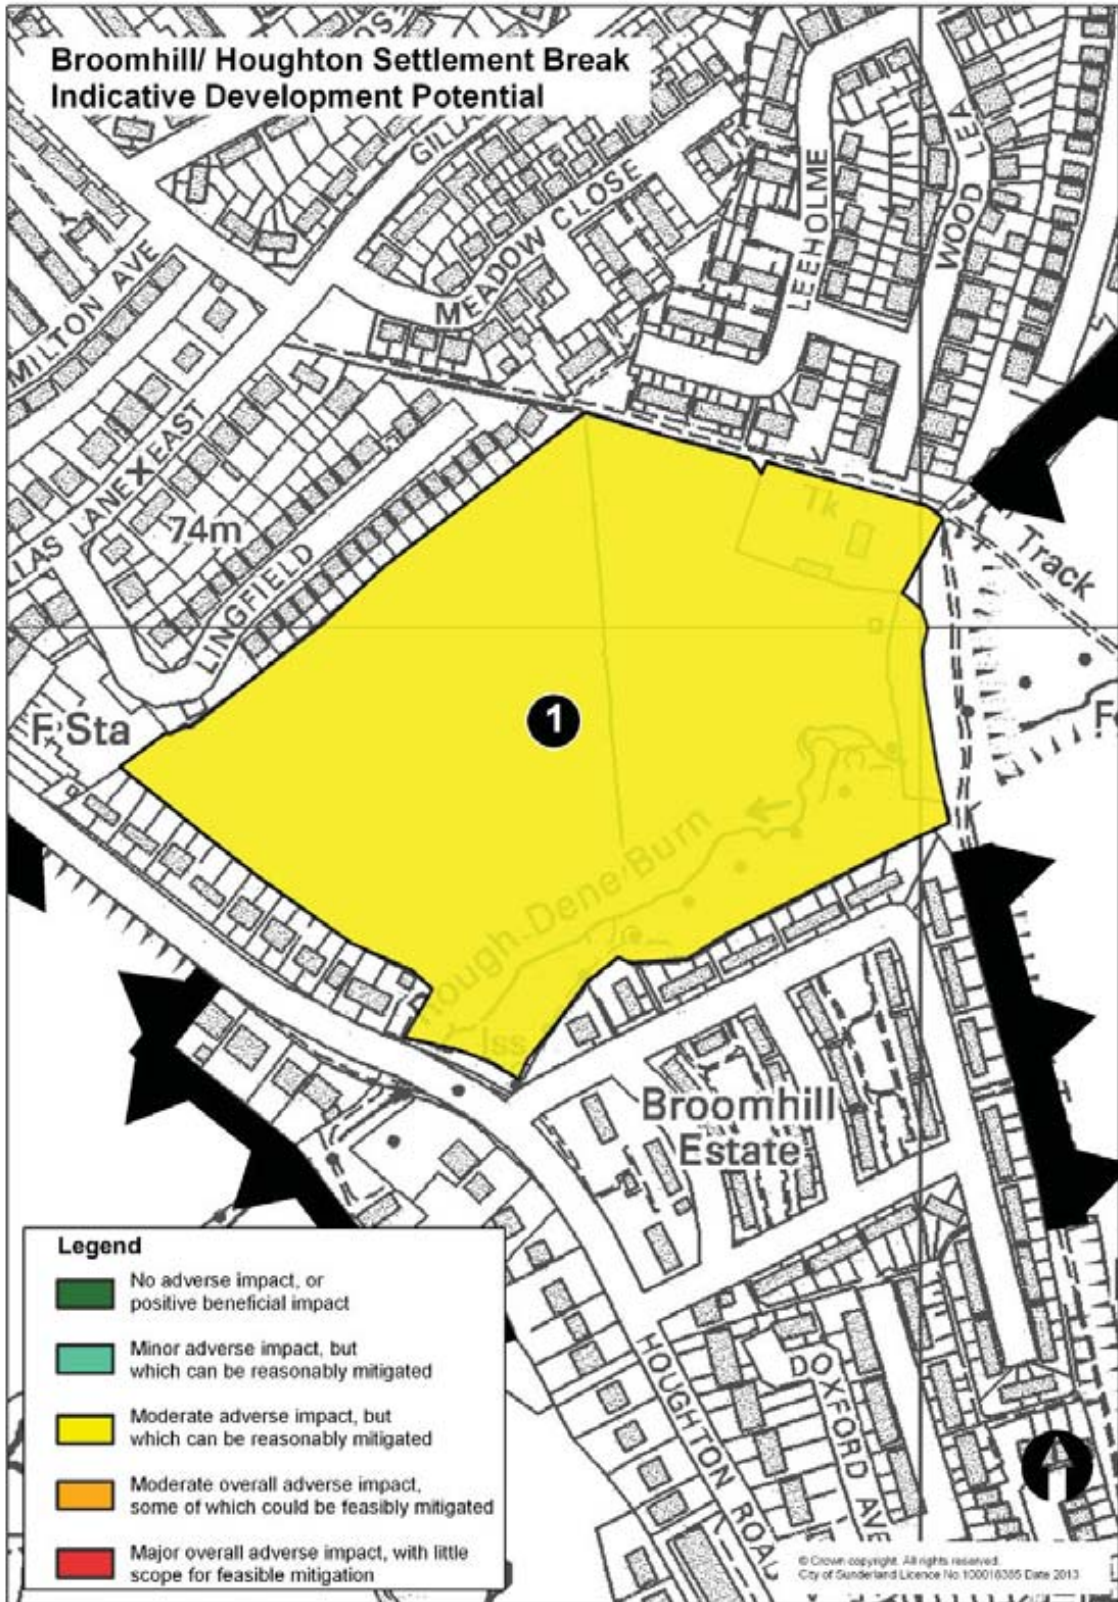 Broomhill/ Houghton Settlement Break
Indicative Development Potential
MEADOW CLOSE
LEEHOLME
WOOD LEA
MILTON AVE
LANE EAST
74m
LINGFIELD
Tk
Track
F Sta
1
Hough-Dene Burn
Iss
Broomhill
Estate
HOUGHTON ROAD
DOXFORD AVE
Legend
No adverse impact, or
positive beneficial impact
Minor adverse impact, but
which can be reasonably mitigated
Moderate adverse impact, but
which can be reasonably mitigated
Moderate overall adverse impact,
some of which could be feasibly mitigated
Major overall adverse impact, with little
scope for feasible mitigation
© Crown copyright. All rights reserved.
City of Sunderland Licence No.100018385 Date 2013